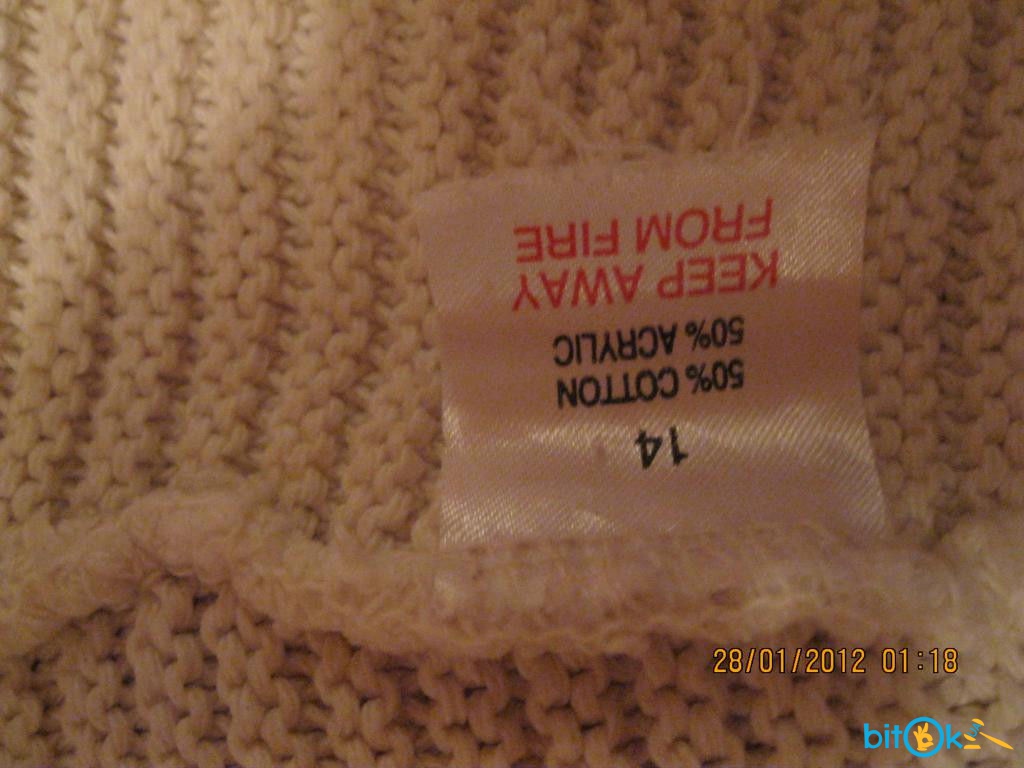 14
50% COTTON
50% ACRYLIC
KEEP AWAY
FROM FIRE
28/01/2012 01:18
bitOk